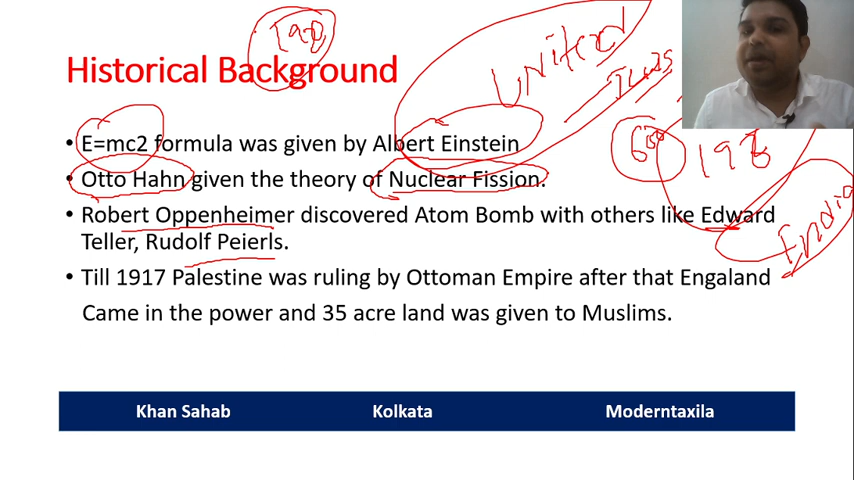 Historical Background
United
Jews
600
India
• E=mc2 formula was given by Albert Einstein
• Otto Hahn given the theory of Nuclear Fission.
• Robert Oppenheimer discovered Atom Bomb with others like Edward
Teller, Rudolf Peierls.
• Till 1917 Palestine was ruling by Ottoman Empire after that Engaland
Came in the power and 35 acre land was given to Muslims.
Khan Sahab Kolkata Moderntaxila